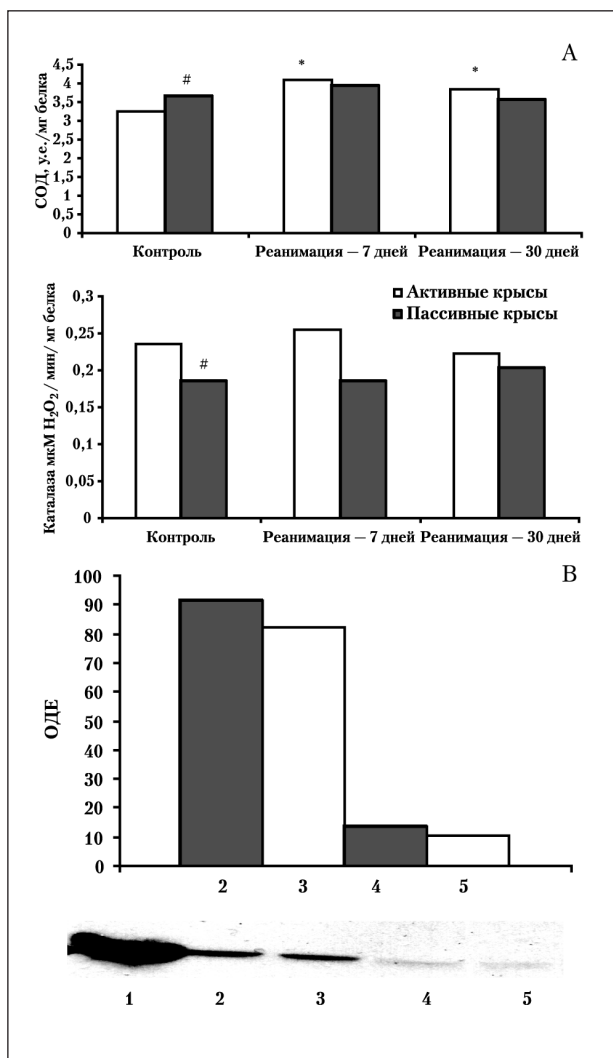 А
СОД, у.е./мг белка
4,5
4
3,5
3
2,5
2
1,5
1
0,5
0
#
*
*
Контроль
Реанимация – 7 дней
Реанимация – 30 дней
Каталаза мкМ H₂O₂ / мин/ мг белка
0,3
0,25
0,2
0,15
0,1
0,05
0
Активные крысы
Пассивные крысы
#
Контроль
Реанимация – 7 дней
Реанимация – 30 дней
В
ОДЕ
100
90
80
70
60
50
40
30
20
10
0
2 3 4 5
1 2 3 4 5